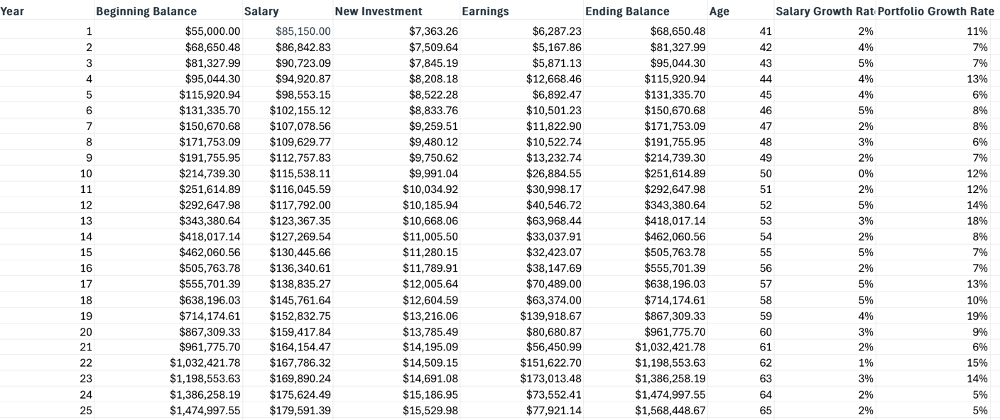 Year Beginning Balance Salary New Investment Earnings Ending Balance Age Salary Growth Rat Portfolio Growth Rate
1 $55,000.00 $85,150.00 $7,363.26 $6,287.23 $68,650.48 41 2% 11%
2 $68,650.48 $86,842.83 $7,509.64 $5,167.86 $81,327.99 42 4% 7%
3 $81,327.99 $90,723.09 $7,845.19 $5,871.13 $95,044.30 43 5% 7%
4 $95,044.30 $94,920.87 $8,208.18 $12,668.46 $115,920.94 44 4% 13%
5 $115,920.94 $98,553.15 $8,522.28 $6,892.47 $131,335.70 45 4% 6%
6 $131,335.70 $102,155.12 $8,833.76 $10,501.23 $150,670.68 46 5% 8%
7 $150,670.68 $107,078.56 $9,259.51 $11,822.90 $171,753.09 47 2% 8%
8 $171,753.09 $109,629.77 $9,480.12 $10,522.74 $191,755.95 48 3% 6%
9 $191,755.95 $112,757.83 $9,750.62 $13,232.74 $214,739.30 49 2% 7%
10 $214,739.30 $115,538.11 $9,991.04 $26,884.55 $251,614.89 50 0% 12%
11 $251,614.89 $116,045.59 $10,034.92 $30,998.17 $292,647.98 51 2% 12%
12 $292,647.98 $117,792.00 $10,185.94 $40,546.72 $343,380.64 52 5% 14%
13 $343,380.64 $123,367.35 $10,668.06 $63,968.44 $418,017.14 53 3% 18%
14 $418,017.14 $127,269.54 $11,005.50 $33,037.91 $462,060.56 54 2% 8%
15 $462,060.56 $130,445.66 $11,280.15 $32,423.07 $505,763.78 55 5% 7%
16 $505,763.78 $136,340.61 $11,789.91 $38,147.69 $555,701.39 56 2% 7%
17 $555,701.39 $138,835.27 $12,005.64 $70,489.00 $638,196.03 57 5% 13%
18 $638,196.03 $145,761.64 $12,604.59 $63,374.00 $714,174.61 58 5% 10%
19 $714,174.61 $152,832.75 $13,216.06 $139,918.67 $867,309.33 59 4% 19%
20 $867,309.33 $159,417.84 $13,785.49 $80,680.87 $961,775.70 60 3% 9%
21 $961,775.70 $164,154.47 $14,195.09 $56,450.99 $1,032,421.78 61 2% 6%
22 $1,032,421.78 $167,786.32 $14,509.15 $151,622.70 $1,198,553.63 62 1% 15%
23 $1,198,553.63 $169,890.24 $14,691.08 $173,013.48 $1,386,258.19 63 3% 14%
24 $1,386,258.19 $175,624.49 $15,186.95 $73,552.41 $1,474,997.55 64 2% 5%
25 $1,474,997.55 $179,591.39 $15,529.98 $77,921.14 $1,568,448.67 65 2% 5%